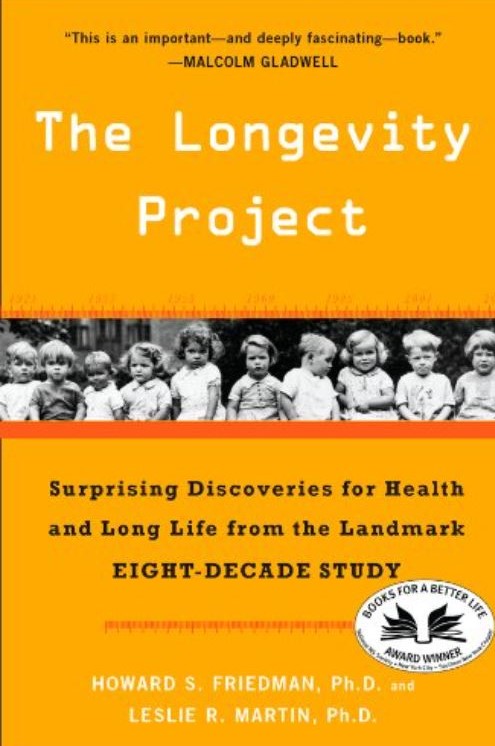 “This is an important—and deeply fascinating—book.”
—MALCOLM GLADWELL
The Longevity
Project
Surprising Discoveries for Health
and Long Life from the Landmark
EIGHT-DECADE STUDY
BOOKS FOR A BETTER LIFE
AWARD WINNER
HOWARD S. FRIEDMAN, Ph.D. and
LESLIE R. MARTIN, Ph.D.